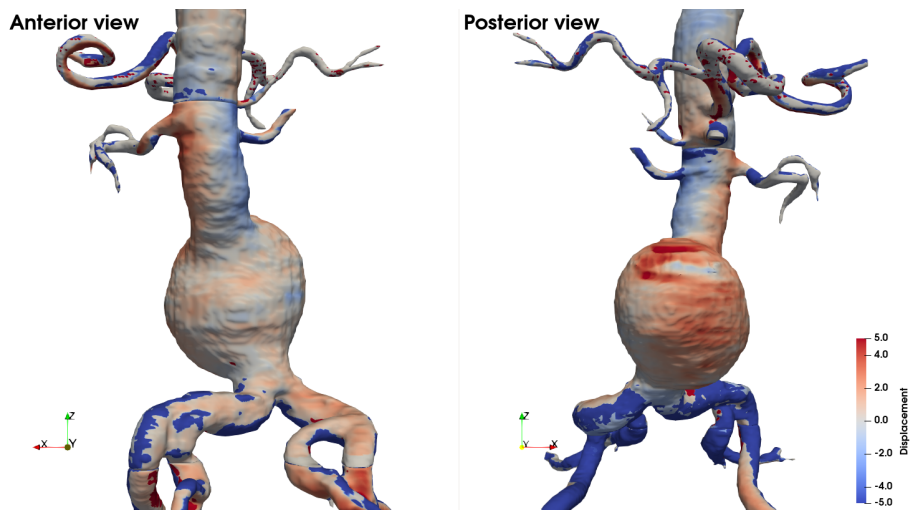 Anterior view
Posterior view
5.0
4.0
2.0
0.0
-2.0
-4.0
-5.0
Displacement
Z
X
Y
Z
Y
X